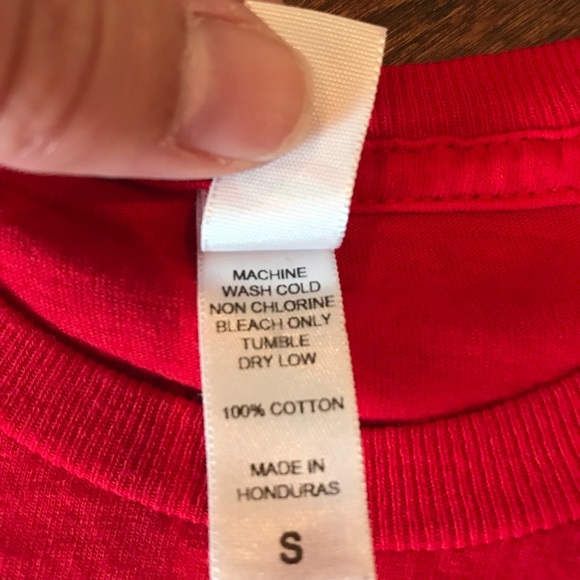 MACHINE
WASH COLD
NON CHLORINE
BLEACH ONLY
TUMBLE
DRY LOW
100% COTTON
MADE IN
HONDURAS
S